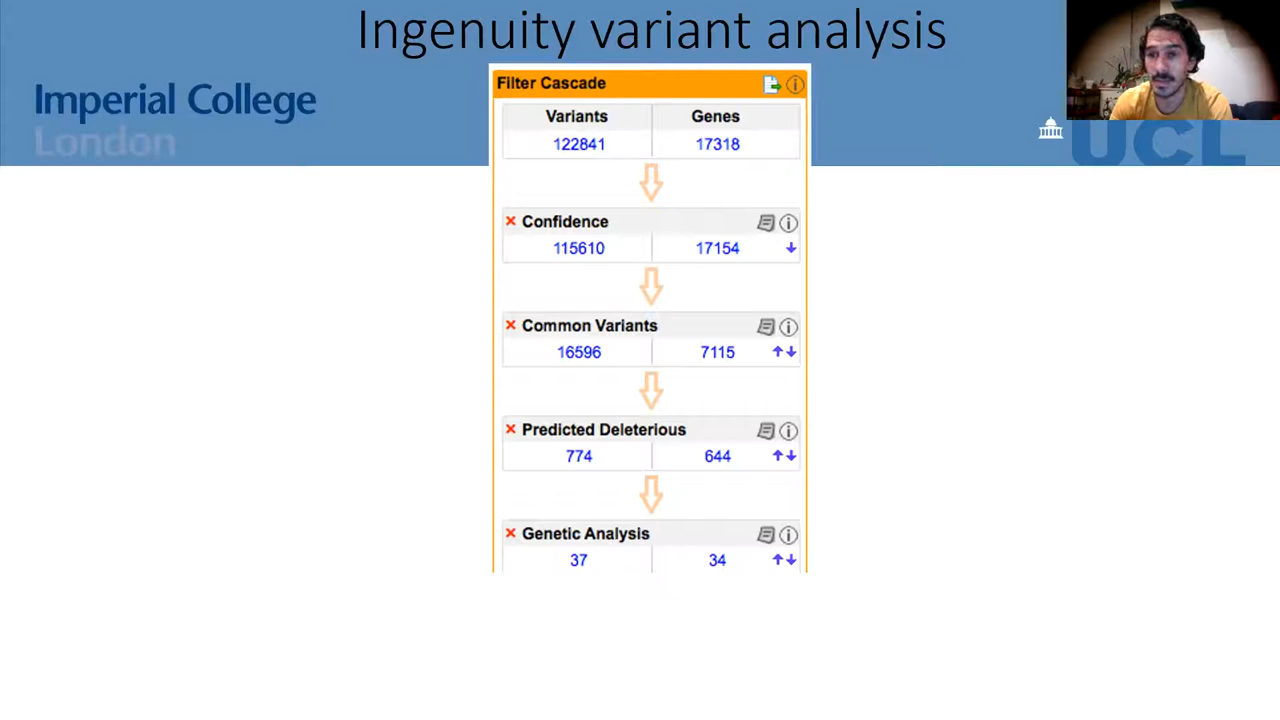 Ingenuity variant analysis
Imperial College
London
UCL
Filter Cascade
Variants Genes
122841 17318
Confidence
115610 17154
Common Variants
16596 7115
Predicted Deleterious
774 644
Genetic Analysis
37 34